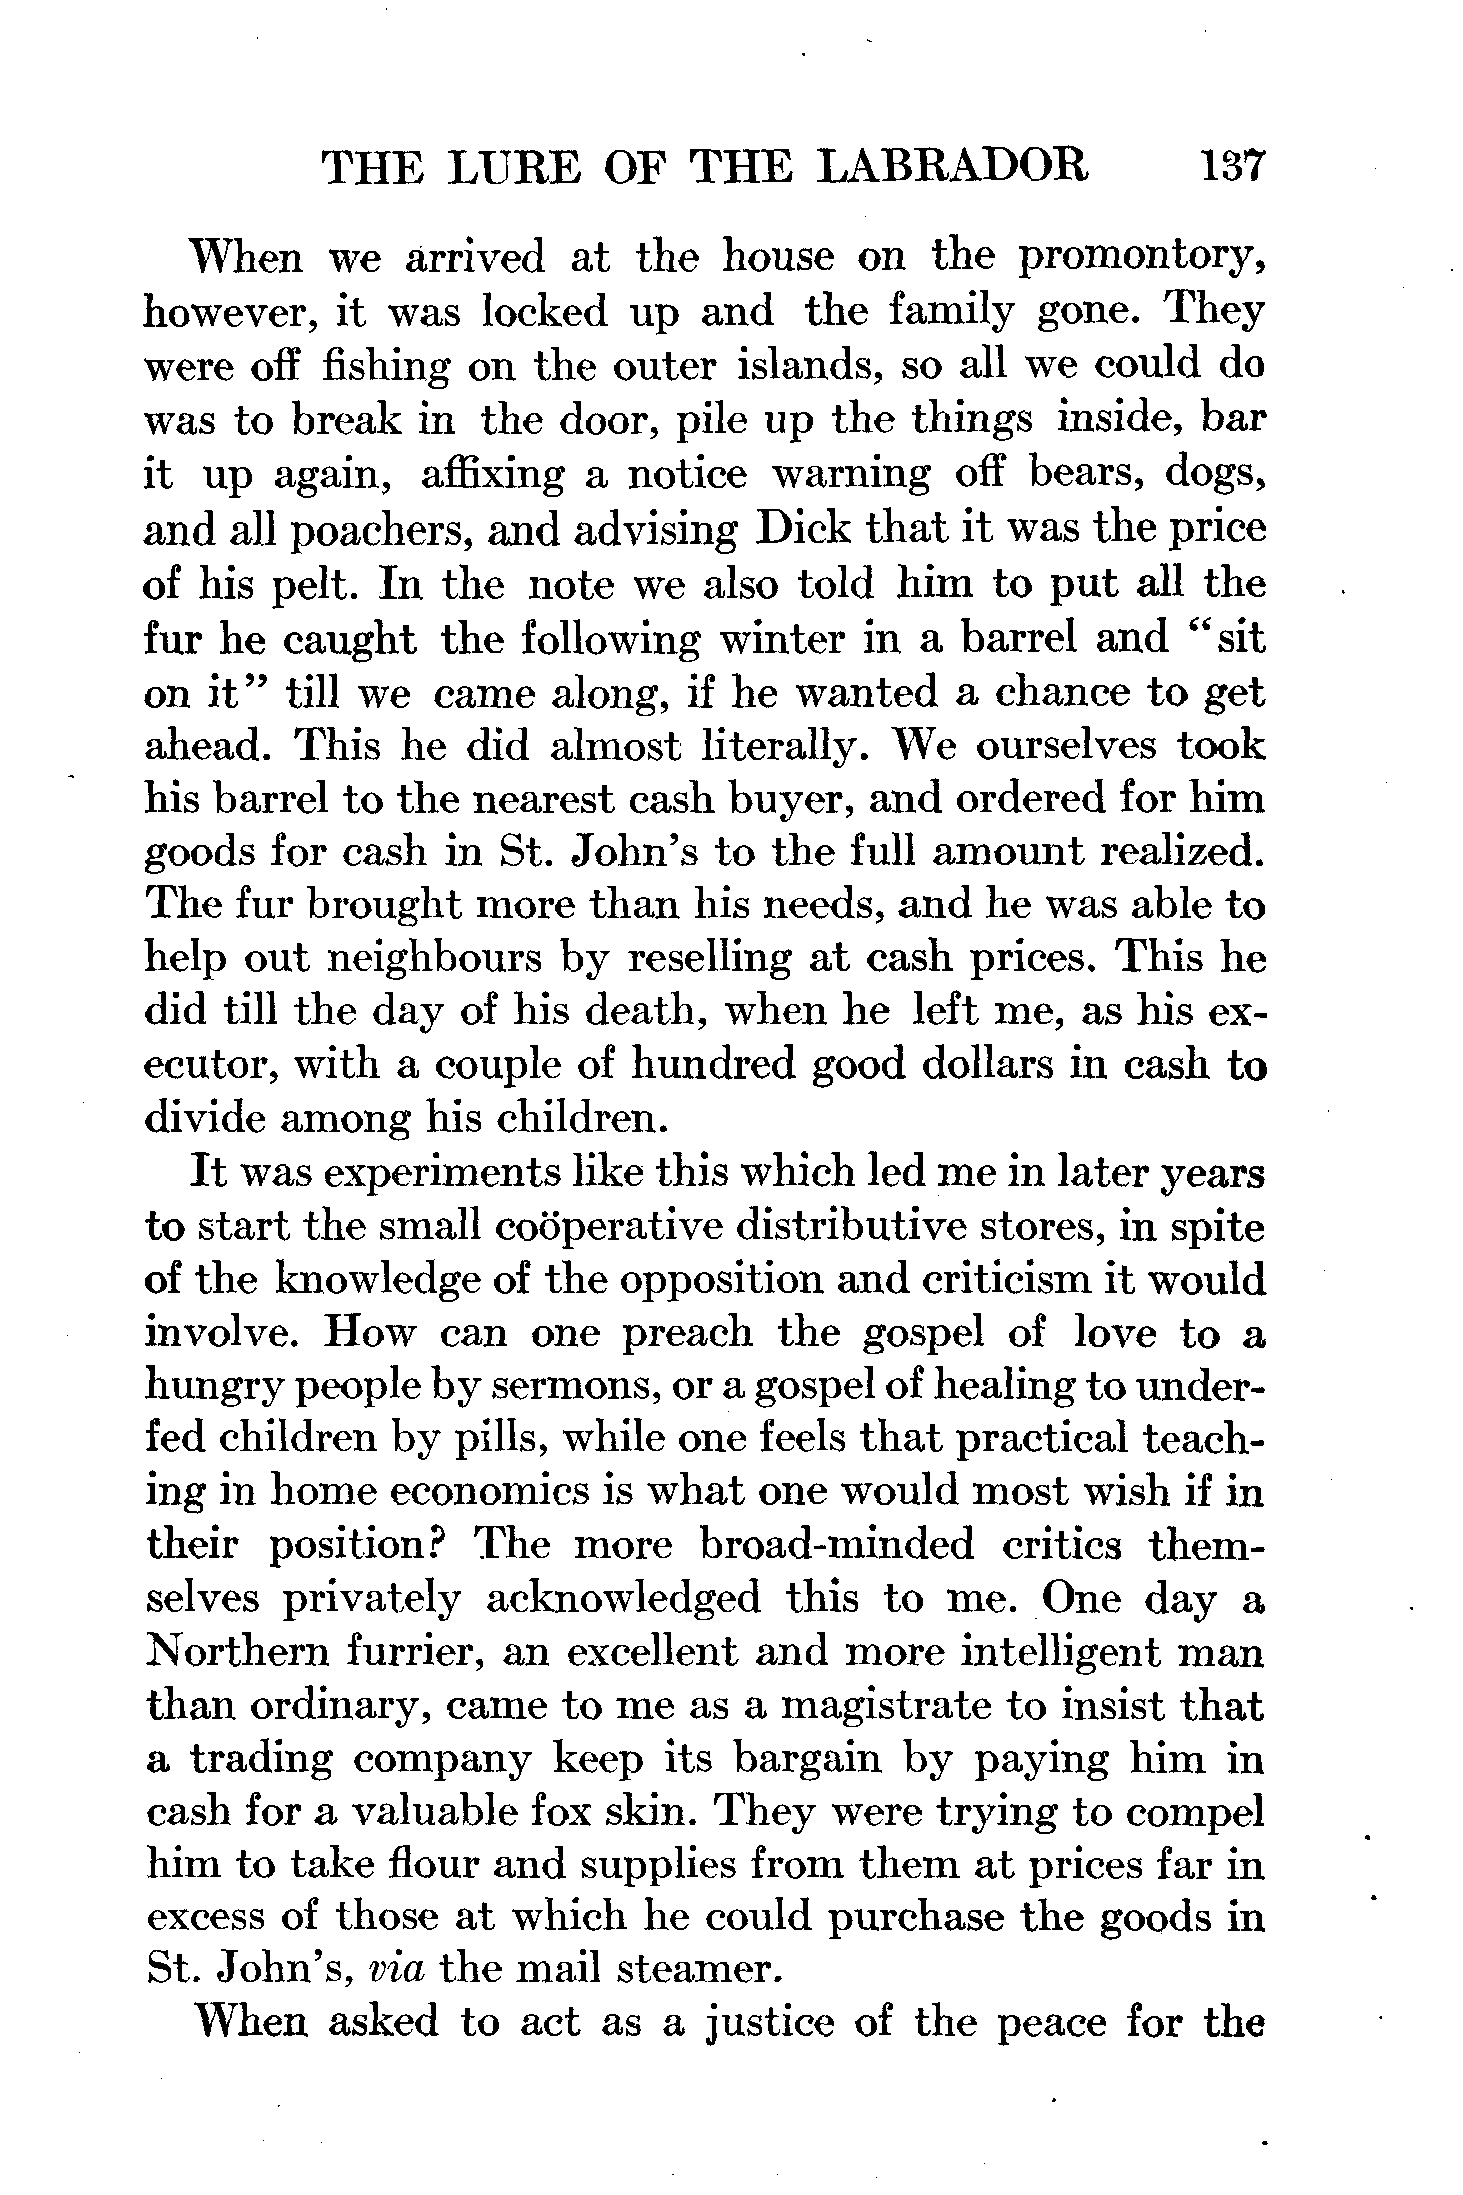 THE LURE OF THE LABRADOR 137
When we arrived at the house on the promontory,
however, it was locked up and the family gone. They
were off fishing on the outer islands, so all we could do
was to break in the door, pile up the things inside, bar
it up again, affixing a notice warning off bears, dogs,
and all poachers, and advising Dick that it was the price
of his pelt. In the note we also told him to put all the
fur he caught the following winter in a barrel and “sit
on it” till we came along, if he wanted a chance to get
ahead. This he did almost literally. We ourselves took
his barrel to the nearest cash buyer, and ordered for him
goods for cash in St. John’s to the full amount realized.
The fur brought more than his needs, and he was able to
help out neighbours by reselling at cash prices. This he
did till the day of his death, when he left me, as his ex-
ecutor, with a couple of hundred good dollars in cash to
divide among his children.
It was experiments like this which led me in later years
to start the small coöperative distributive stores, in spite
of the knowledge of the opposition and criticism it would
involve. How can one preach the gospel of love to a
hungry people by sermons, or a gospel of healing to under-
fed children by pills, while one feels that practical teach-
ing in home economics is what one would most wish if in
their position? The more broad-minded critics them-
selves privately acknowledged this to me. One day a
Northern furrier, an excellent and more intelligent man
than ordinary, came to me as a magistrate to insist that
a trading company keep its bargain by paying him in
cash for a valuable fox skin. They were trying to compel
him to take flour and supplies from them at prices far in
excess of those at which he could purchase the goods in
St. John’s, via the mail steamer.
When asked to act as a justice of the peace for the